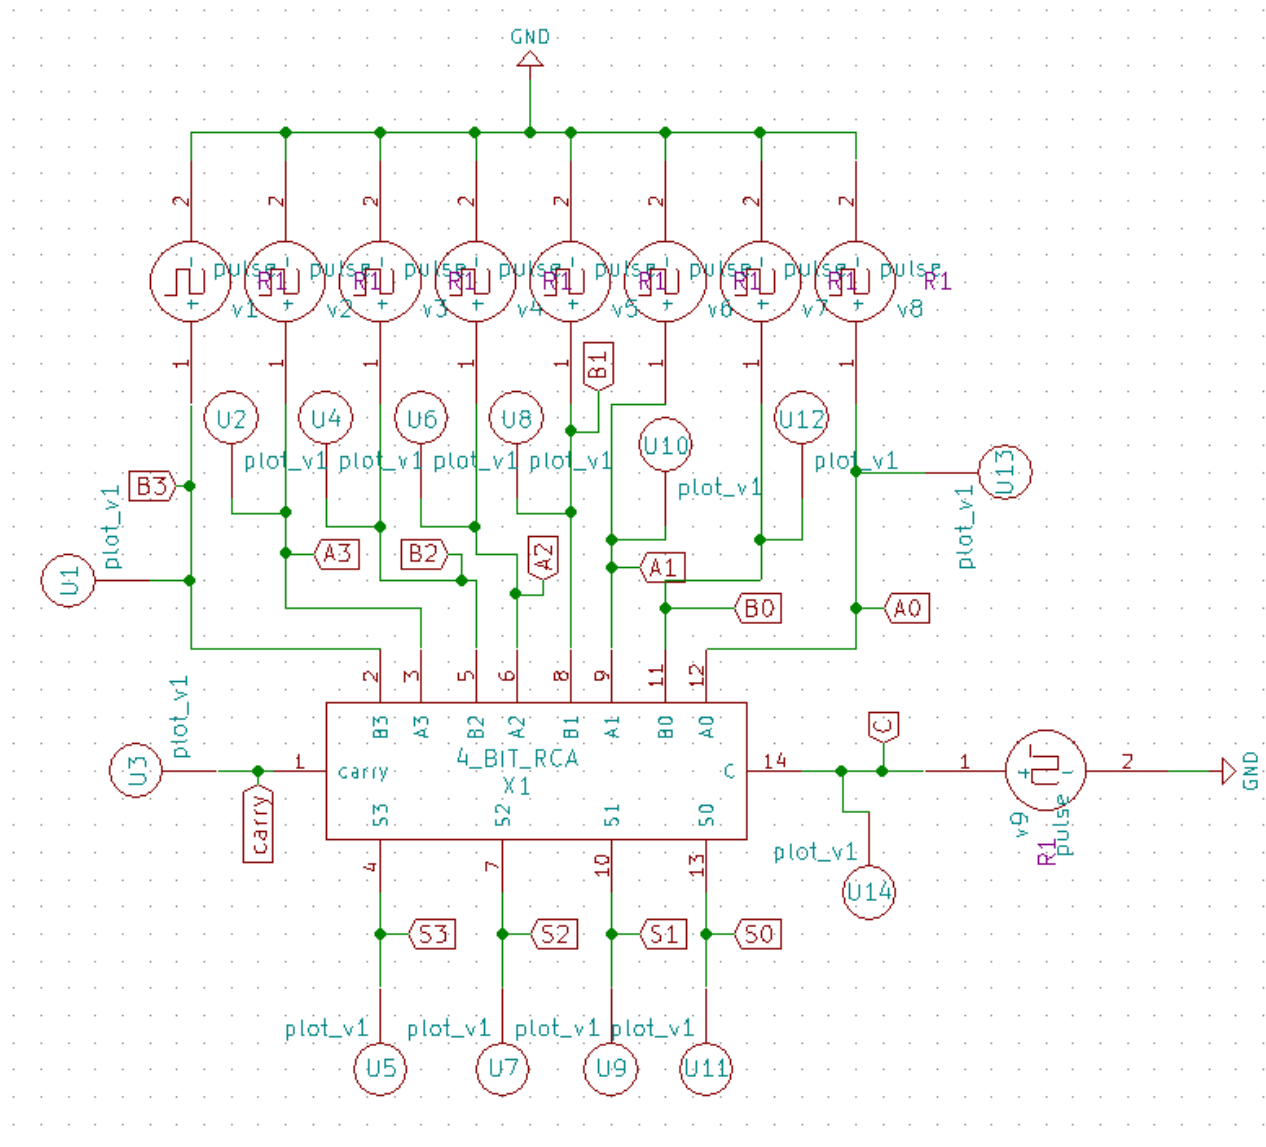 GND
2 2 2 2 2 2 2 2
pulse pulse pulse pulse pulse pulse pulse pulse
R1 R1 R1 R1 R1 R1 R1 R1
- + - + - + - + - + - + - + - +
v1 v2 v3 v4 v5 v6 v7 v8
1 1 1 1 1 1 1 1
B1
U2 U4 U6 U8 U10 U12
plot_v1 plot_v1 plot_v1 plot_v1 plot_v1 plot_v1
U13
plot_v1
B3
plot_v1
A3 B2 A2 A1
U1
B0 A0
2 3 5 6 8 9 11 12
B3 A3 B2 A2 B1 A1 B0 A0
plot_v1
U3
1
carry
4_BIT_RCA
X1
C
14
C
1
+ -
2
GND
v9
pulse
R1
carry
S3 S2 S1 S0
plot_v1
U14
4 7 10 13
S3 S2 S1 S0
plot_v1 plot_v1 plot_v1 plot_v1
U5 U7 U9 U11